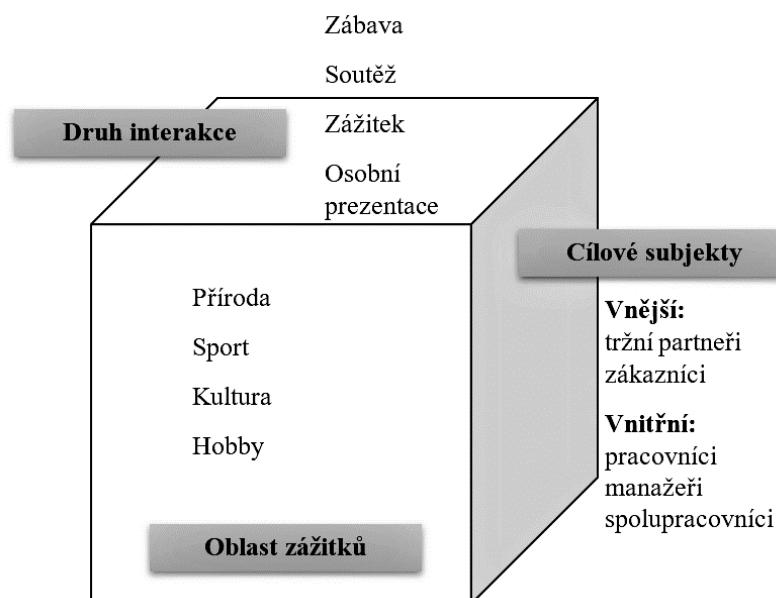 Zábava
Soutěž
Druh interakce
Zážitek
Osobní
prezentace
Cílové subjekty
Příroda
Sport
Kultura
Hobby
Vnější:
tržní partneři
zákazníci
Vnitřní:
pracovníci
manažeři
spolupracovníci
Oblast zážitků